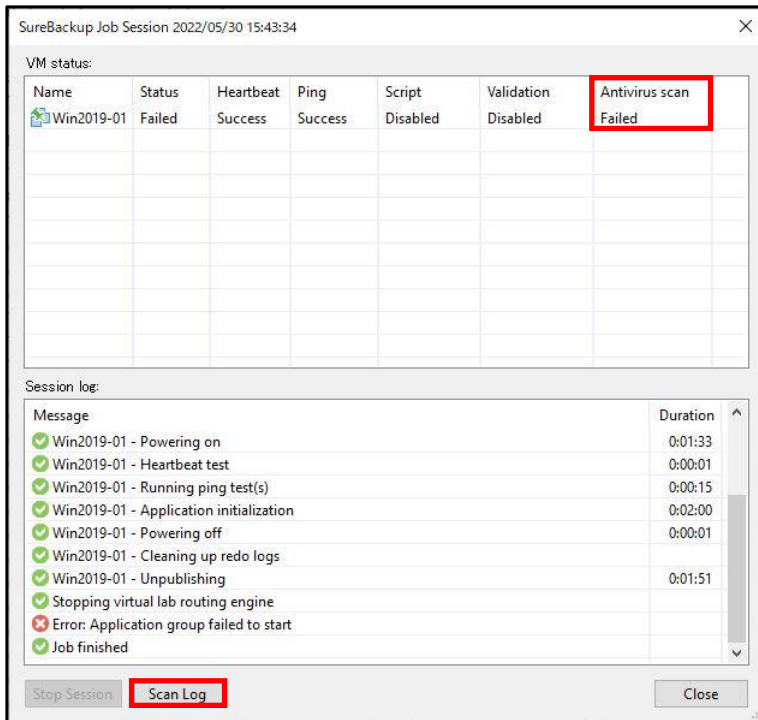 SureBackup Job Session 2022/05/30 15:43:34
VM status:
Name Status Heartbeat Ping Script Validation Antivirus scan
Win2019-01 Failed Success Success Disabled Disabled Failed
Session log:
Message Duration
Win2019-01 - Powering on 0:01:33
Win2019-01 - Heartbeat test 0:00:01
Win2019-01 - Running ping test(s) 0:00:15
Win2019-01 - Application initialization 0:02:00
Win2019-01 - Powering off 0:00:01
Win2019-01 - Cleaning up redo logs
Win2019-01 - Unpublishing 0:01:51
Stopping virtual lab routing engine
Error: Application group failed to start
Job finished
Stop Session Scan Log Close